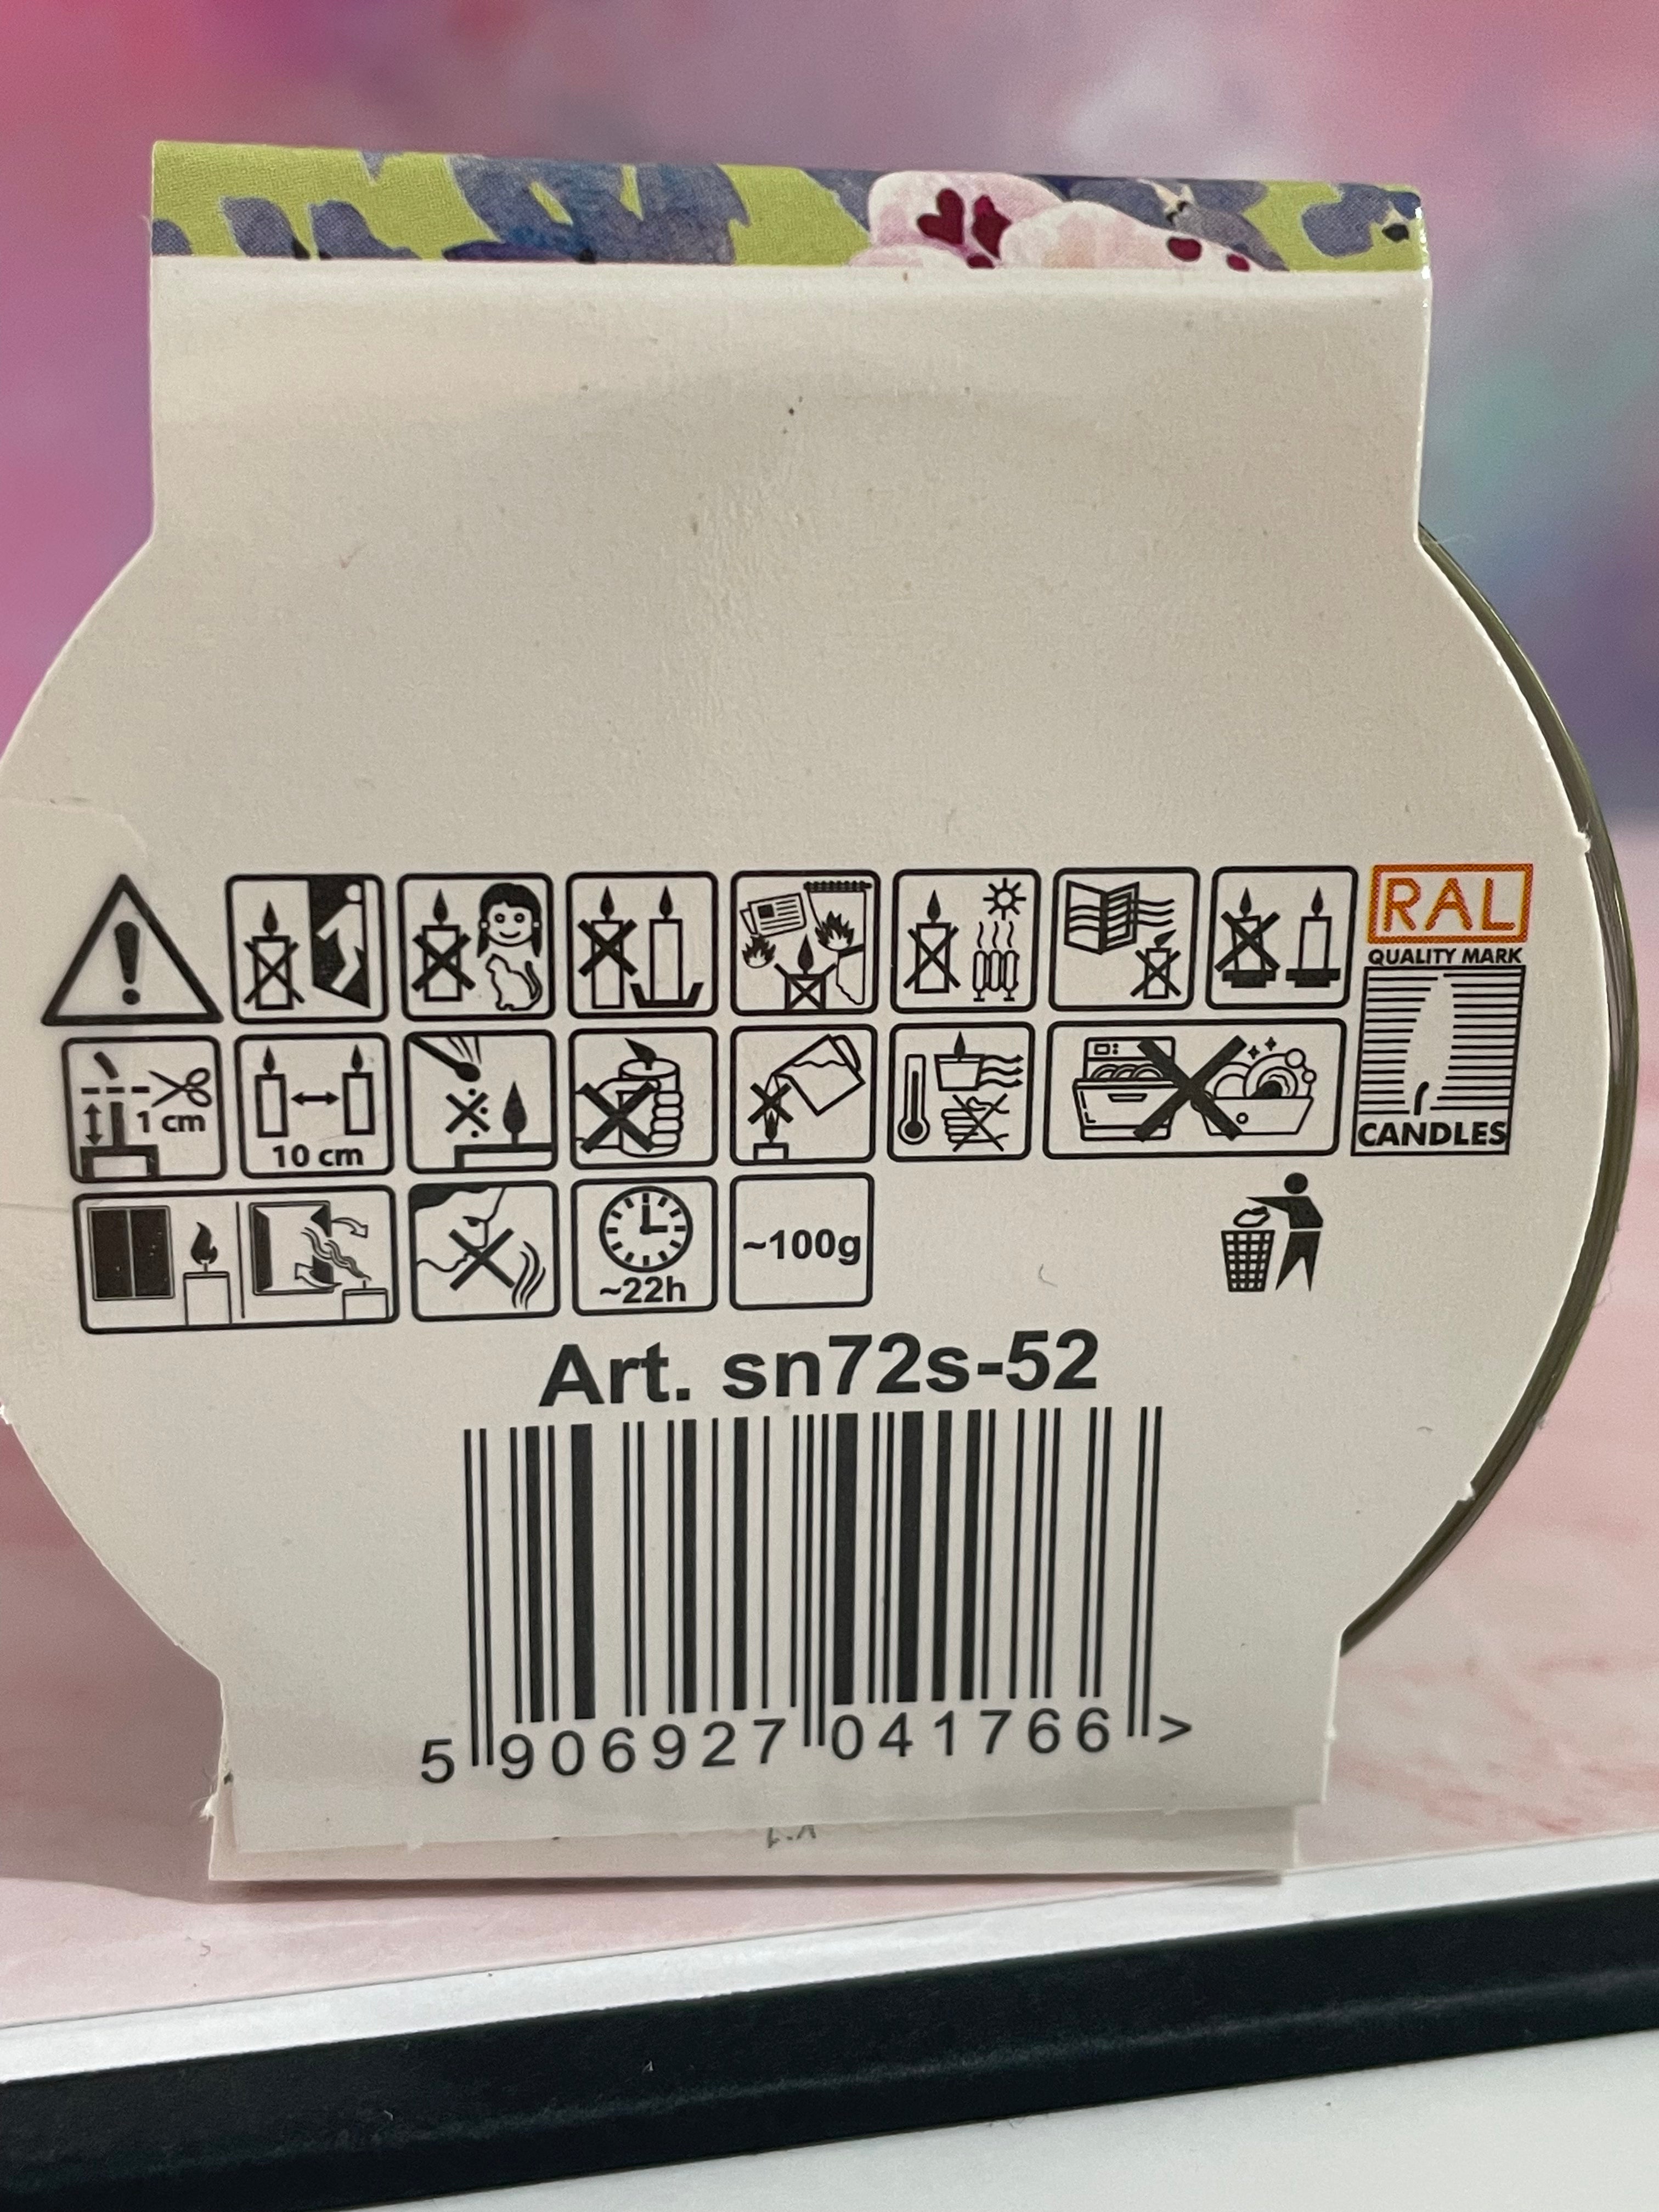 RAL
QUALITY MARK
CANDLES
1 cm
10 cm
~22h
~100g
Art. sn72s-52
5 906927 041766 >